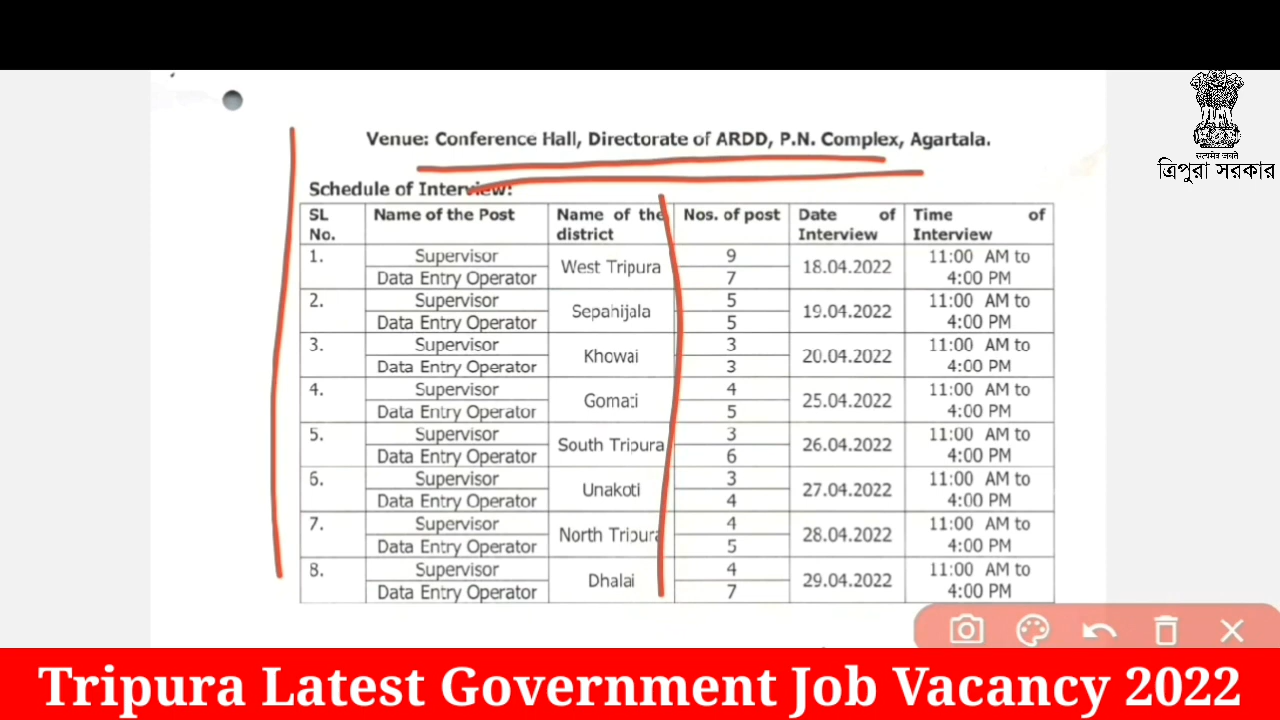 Venue: Conference Hall, Directorate of ARDD, P.N. Complex, Agartala.
सत्यमेव जयते
ত্রিপুরা সরকার
Schedule of Interview:
SL No. Name of the Post Name of the district Nos. of post Date of Interview Time of Interview
1. Supervisor West Tripura 9 18.04.2022 11:00 AM to 4:00 PM
Data Entry Operator 7
2. Supervisor Sepahijala 5 19.04.2022 11:00 AM to 4:00 PM
Data Entry Operator 5
3. Supervisor Khowai 3 20.04.2022 11:00 AM to 4:00 PM
Data Entry Operator 3
4. Supervisor Gomati 4 25.04.2022 11:00 AM to 4:00 PM
Data Entry Operator 5
5. Supervisor South Tripura 3 26.04.2022 11:00 AM to 4:00 PM
Data Entry Operator 6
6. Supervisor Unakoti 3 27.04.2022 11:00 AM to 4:00 PM
Data Entry Operator 4
7. Supervisor North Tripura 4 28.04.2022 11:00 AM to 4:00 PM
Data Entry Operator 5
8. Supervisor Dhalai 4 29.04.2022 11:00 AM to 4:00 PM
Data Entry Operator 7
Tripura Latest Government Job Vacancy 2022